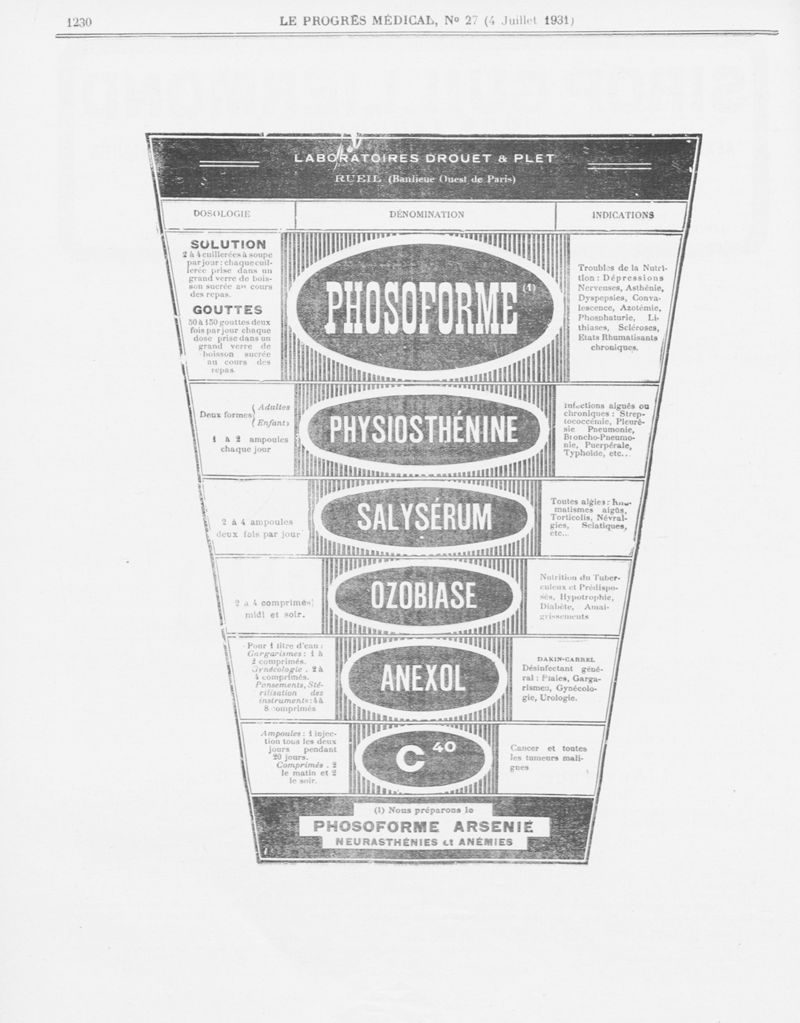 1230
LE PROGRÈS MÉDICAL, No 27 (4 Juillet 1931)
LABORATOIRES DROUET & PLET
RUEIL (Banlieue Ouest de Paris)
DOSOLOGIE
DÉNOMINATION
INDICATIONS
SOLUTION
2 à 4 cuillerées à soupe
par jour : chaque cuil-
lerée prise dans un
grand verre de bois-
son sucrée au cours
des repas.
GOUTTES
50 à 150 gouttes deux
fois par jour chaque
dose prise dans un
grand verre de
boisson sucrée
au cours des
repas.
PHOSOFORME (1)
Troubles de la Nutri-
tion : Dépressions
Nerveuses, Asthénie,
Dyspepsies, Conva-
lescence, Azotémie,
Phosphaturie, Li-
thiases, Scléroses,
Etats Rhumatisants
chroniques.
Deux formes { Adultes
{ Enfants
1 à 2 ampoules
chaque jour
PHYSIOSTHÉNINE
Infections aiguës ou
chroniques : Strep-
tococcémie, Pleuré-
sie Pneumonie,
Broncho-Pneumo-
nie, Puerpérale,
Typhoïde, etc...
2 à 4 ampoules
deux fois par jour
SALYSÉRUM
Toutes algies : Rhu-
matismes aigüs,
Torticolis, Névral-
gies, Sciatiques,
etc...
2 à 4 comprimés
midi et soir.
OZOBIASE
Nutrition du Tuber-
culeux et Prédispo-
sés, Hypotrophie,
Diabète, Amai-
grissements
Pour 1 litre d'eau :
Gargarismes : 1 à
2 comprimés.
Gynécologie . 2 à
4 comprimés.
Pansements, Sté-
rilisation des
instruments : 4 à
8 comprimés
ANEXOL
DAKIN-CARREL
Désinfectant géné-
ral : Plaies, Garga-
rismeu, Gynécolo-
gie, Urologie.
Ampoules : 1 injec-
tion tous les deux
jours pendant
20 jours.
Comprimés . 2
le matin et 2
le soir.
C 40
Cancer et toutes
les tumeurs mali-
gnes
(1) Nous préparons le
PHOSOFORME ARSENIÉ
NEURASTHÉNIES et ANÉMIES